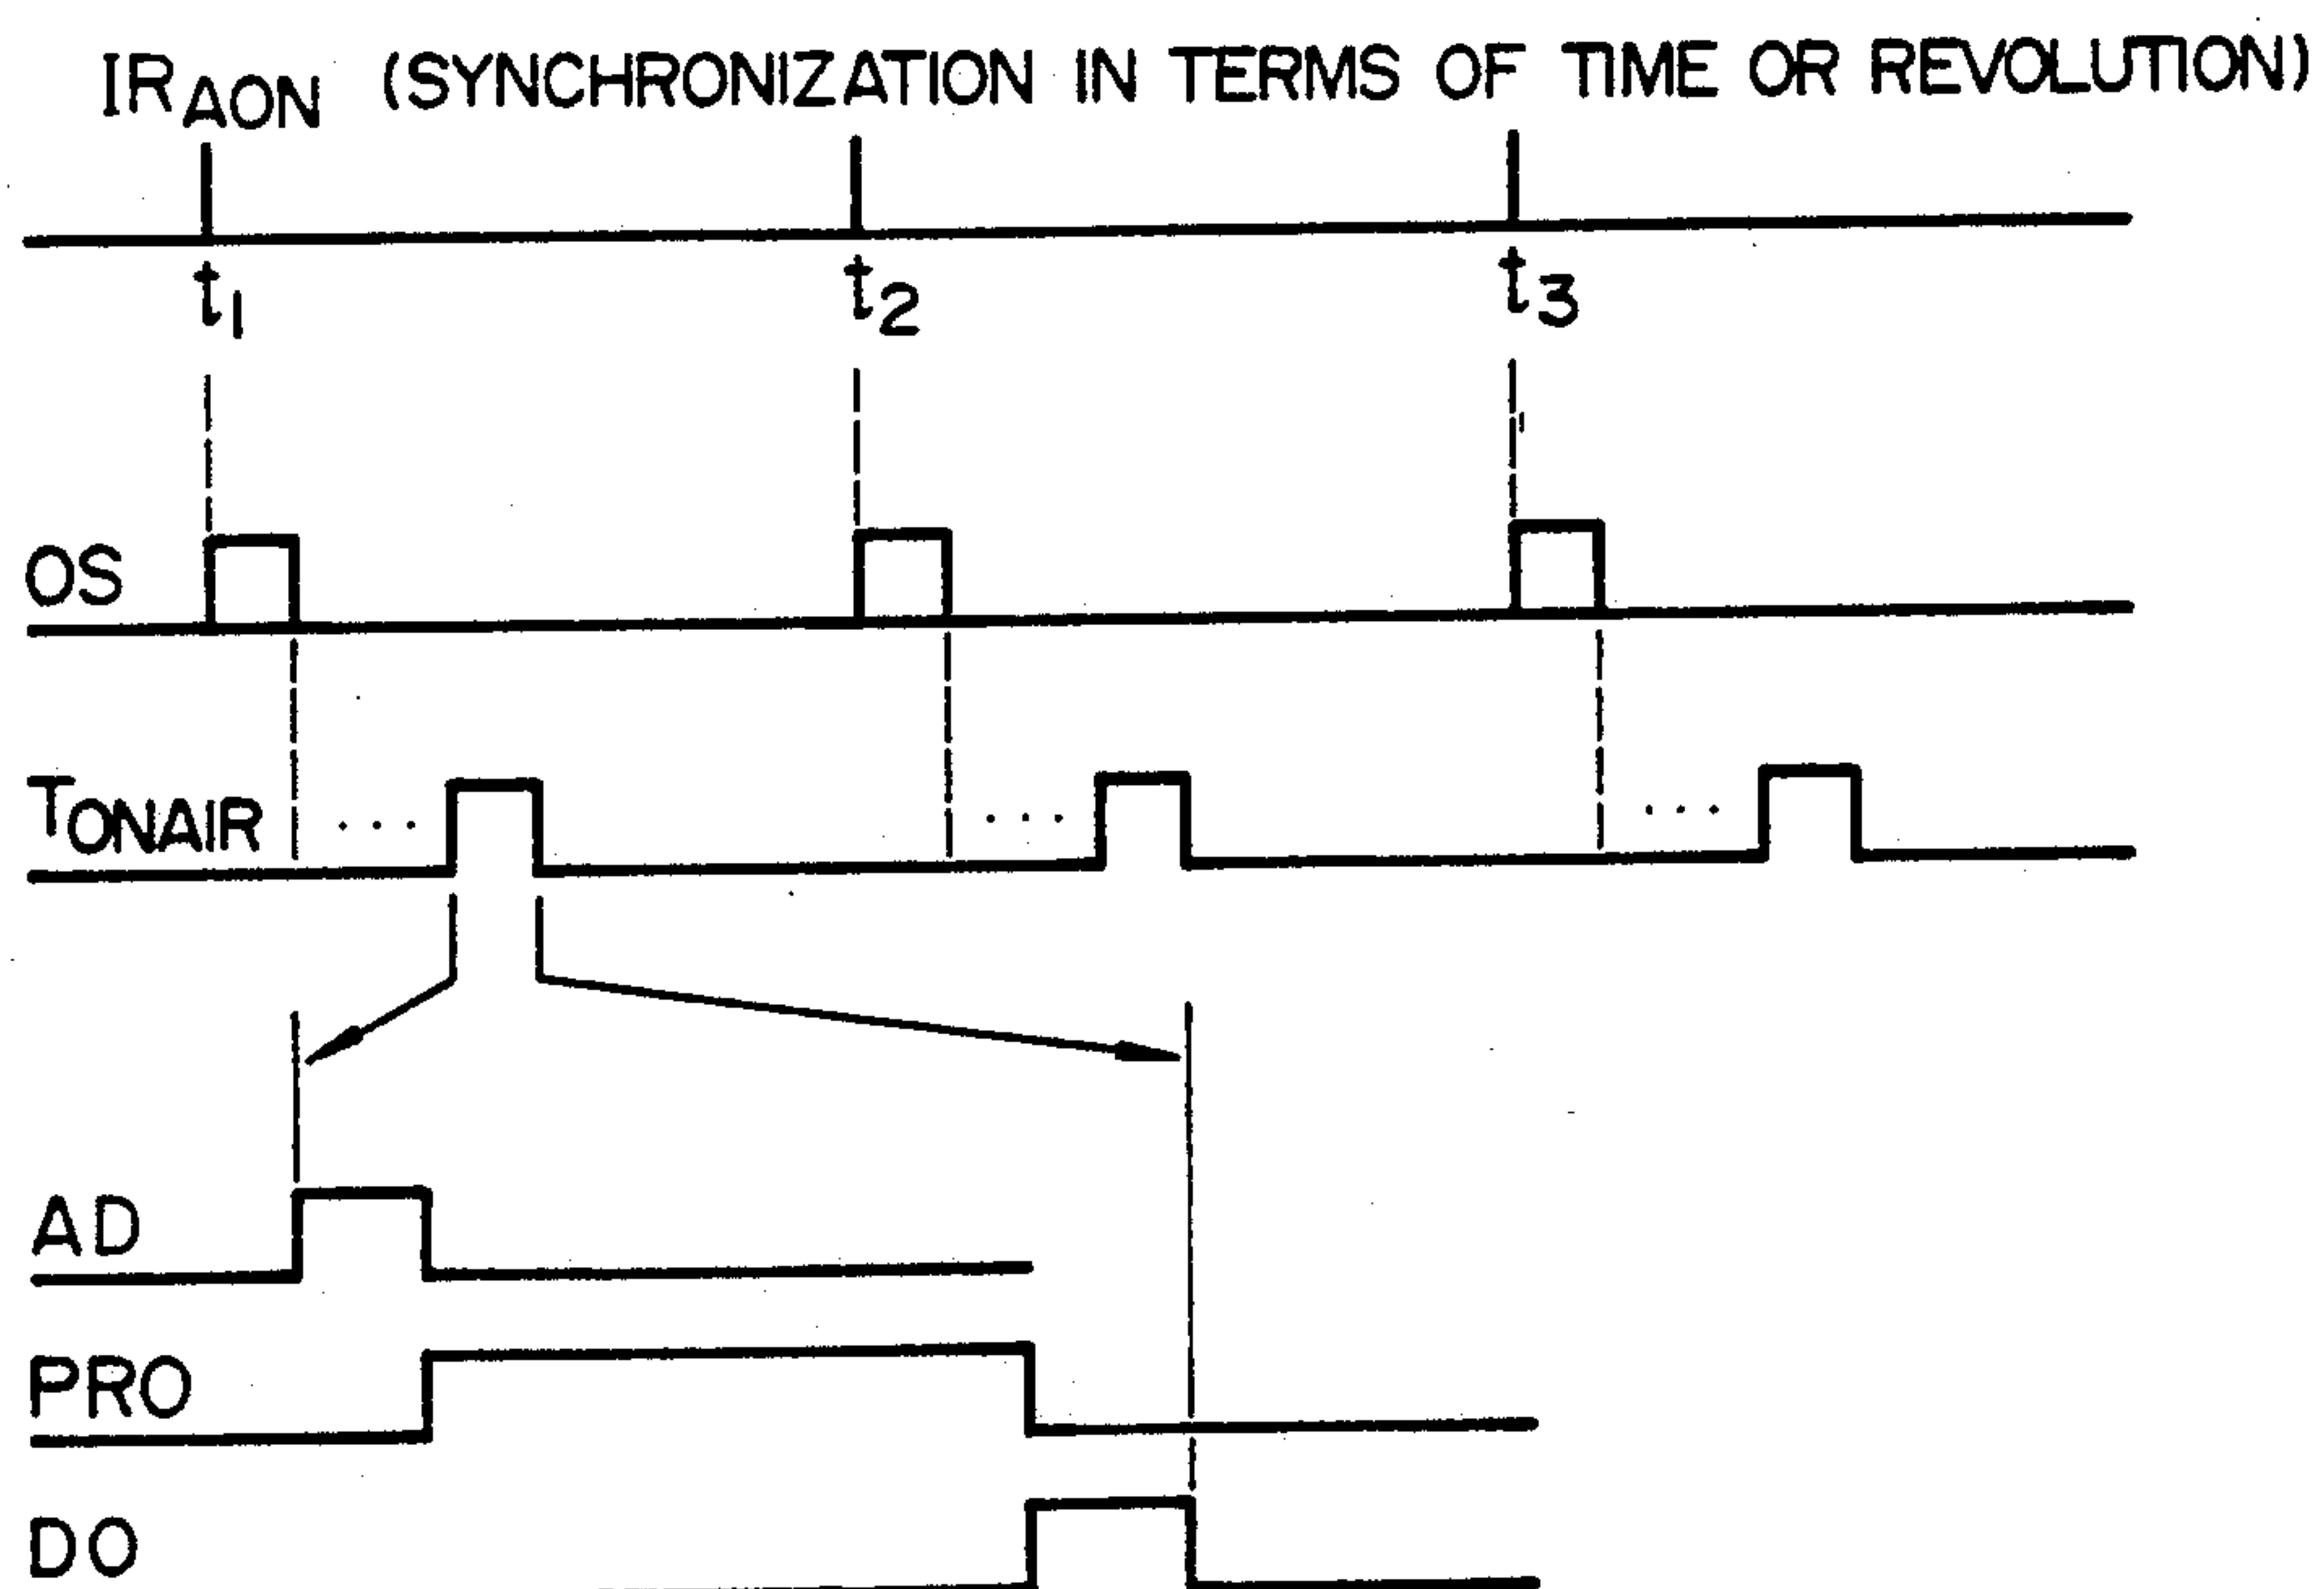 IRAON (SYNCHRONIZATION IN TERMS OF TIME OR REVOLUTION)
t1 t2 t3
OS
TONAIR ... ... ...
AD
PRO
DO